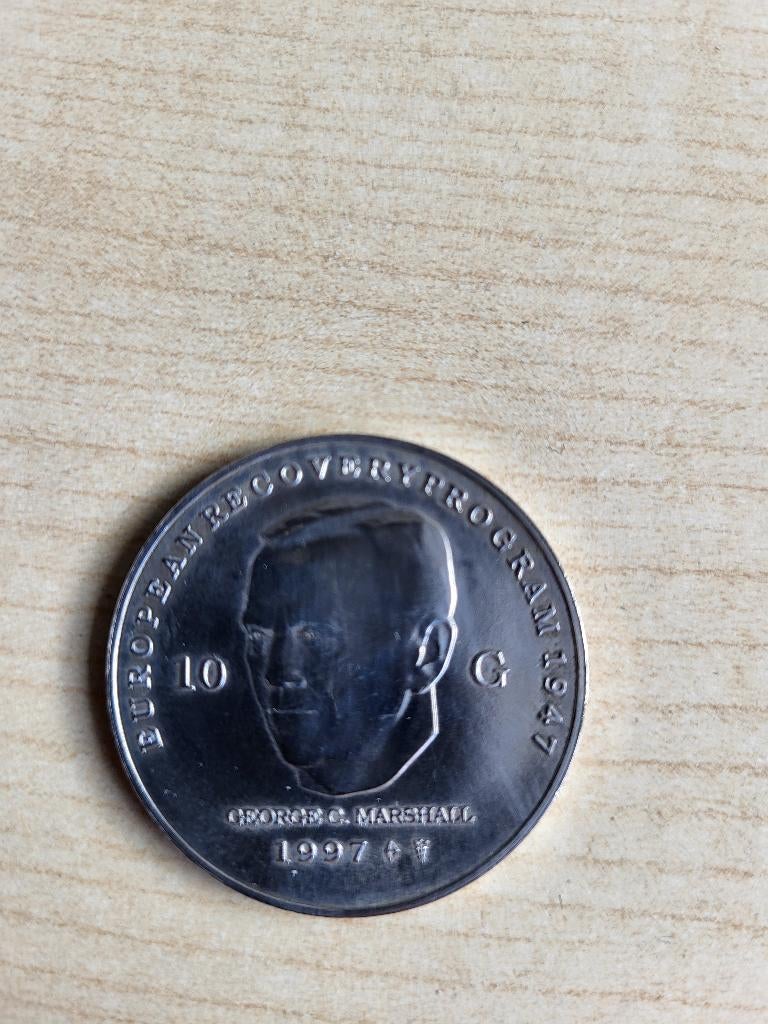 EUROPEAN RECOVERY PROGRAM 1947
10 G
GEORGE C. MARSHALL
1997